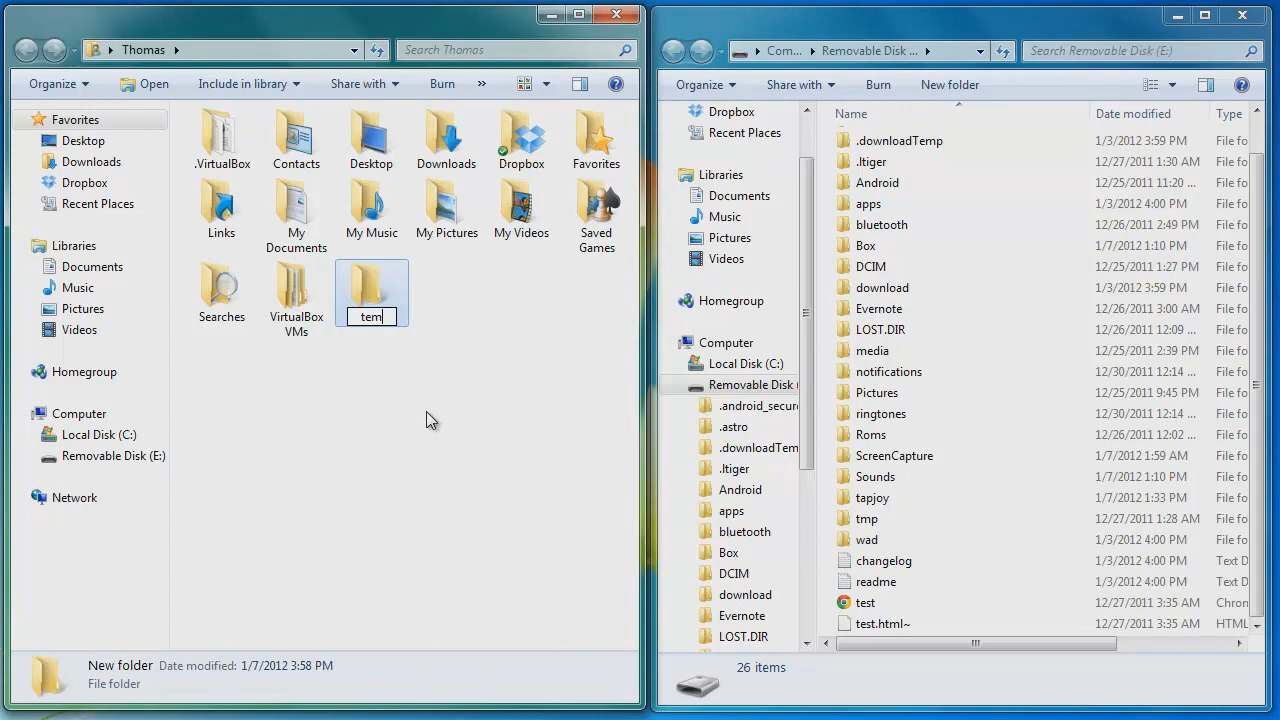 Thomas
Search Thomas
Organize
Open
Include in library
Share with
Burn
»
Favorites
Desktop
Downloads
Dropbox
Recent Places
Libraries
Documents
Music
Pictures
Videos
Homegroup
Computer
Local Disk (C:)
Removable Disk (E:)
Network
.VirtualBox
Contacts
Desktop
Downloads
Dropbox
Favorites
Links
My
Documents
My Music
My Pictures
My Videos
Saved
Games
Searches
VirtualBox
VMs
tem
New folder Date modified: 1/7/2012 3:58 PM
File folder
Com... Removable Disk ...
Search Removable Disk (E:)
Organize
Share with
Burn
New folder
Dropbox
Recent Places
Libraries
Documents
Music
Pictures
Videos
Homegroup
Computer
Local Disk (C:)
Removable Disk (
.android_secure
.astro
.downloadTemp
.ltiger
Android
apps
bluetooth
Box
DCIM
download
Evernote
LOST.DIR
Name Date modified Type
.downloadTemp 1/3/2012 3:59 PM File fo
.ltiger 12/27/2011 1:30 AM File fo
Android 12/25/2011 11:20 ... File fo
apps 1/3/2012 4:00 PM File fo
bluetooth 12/26/2011 2:49 PM File fo
Box 1/7/2012 1:10 PM File fo
DCIM 12/25/2011 1:27 PM File fo
download 1/3/2012 3:59 PM File fo
Evernote 12/26/2011 3:00 AM File fo
LOST.DIR 12/26/2011 12:09 ... File fo
media 12/25/2011 2:39 PM File fo
notifications 12/30/2011 12:14 ... File fo
Pictures 12/25/2011 9:45 PM File fo
ringtones 12/30/2011 12:14 ... File fo
Roms 12/26/2011 12:02 ... File fo
ScreenCapture 1/7/2012 1:59 AM File fo
Sounds 1/7/2012 1:10 PM File fo
tapjoy 1/7/2012 1:33 PM File fo
tmp 12/27/2011 1:28 AM File fo
wad 1/3/2012 4:00 PM File fo
changelog 1/3/2012 4:00 PM Text D
readme 1/3/2012 4:00 PM Text D
test 12/27/2011 3:35 AM Chron
test.html~ 12/27/2011 3:35 AM HTML
26 items